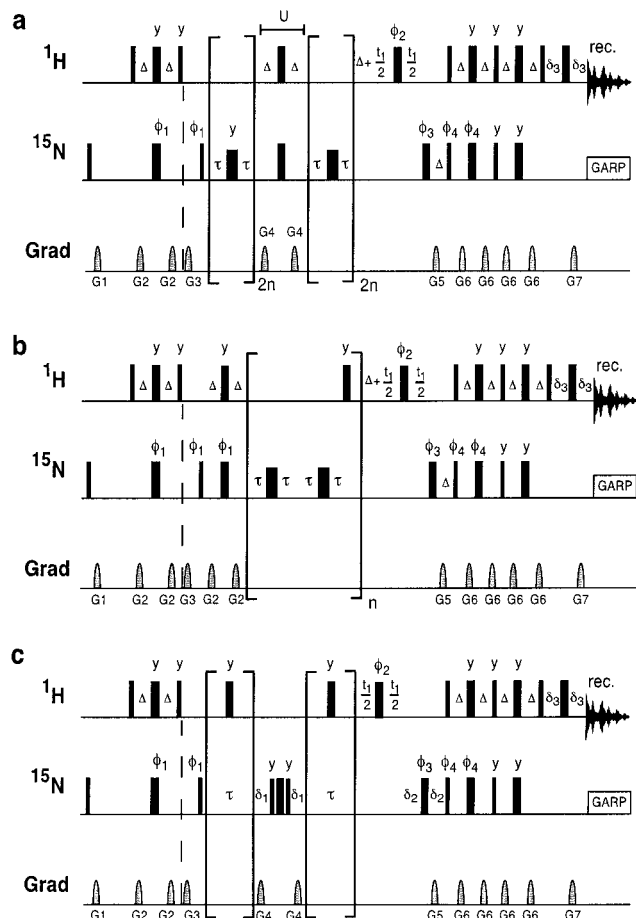 a
U
y y ϕ2 y y y
¹H Δ Δ Δ Δ Δ+ t1/2 t1/2 Δ Δ Δ Δ δ3 δ3 rec.
ϕ1 ϕ1 y ϕ3 ϕ4 ϕ4 y y
¹⁵N τ τ τ τ Δ GARP
G4 G4
Grad
G1 G2 G2 G3 2n 2n G5 G6 G6 G6 G6 G7
b
y y y y ϕ2 y y y
¹H Δ Δ Δ Δ Δ+ t1/2 t1/2 Δ Δ Δ Δ δ3 δ3 rec.
ϕ1 ϕ1 ϕ1 ϕ3 ϕ4 ϕ4 y y
¹⁵N τ τ τ τ Δ GARP
Grad
G1 G2 G2 G3 G2 G2 n G5 G6 G6 G6 G6 G7
c
y y y y ϕ2 y y y
¹H Δ Δ t1/2 t1/2 Δ Δ Δ Δ δ3 δ3 rec.
ϕ1 ϕ1 y y ϕ3 ϕ4 ϕ4 y y
¹⁵N τ δ1 δ1 τ δ2 δ2 GARP
Grad
G1 G2 G2 G3 G4 G4 G5 G6 G6 G6 G6 G7